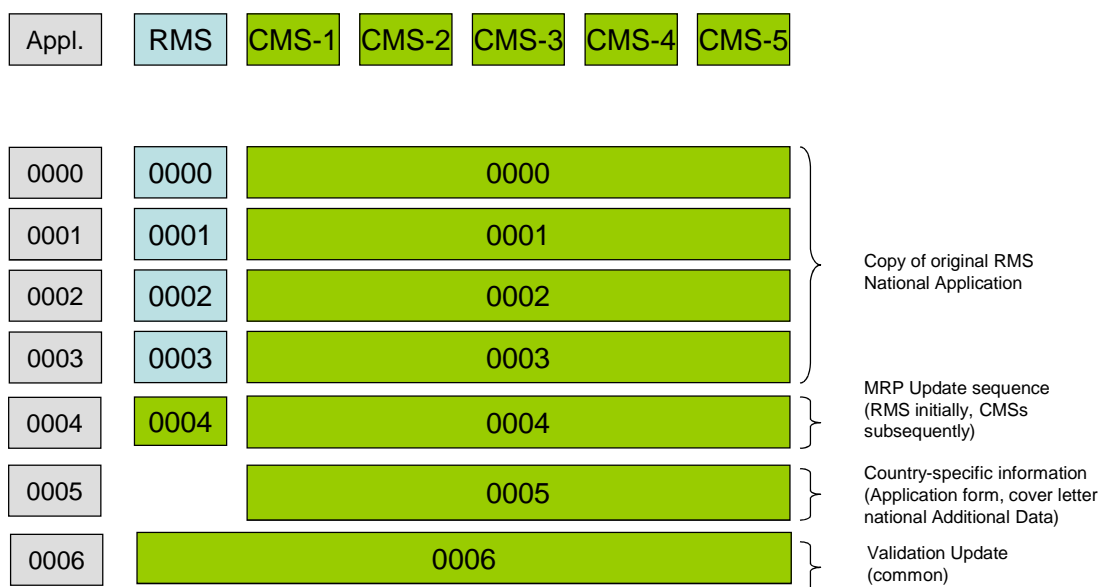 Appl. RMS CMS-1 CMS-2 CMS-3 CMS-4 CMS-5
0000 0000 0000
0001 0001 0001
0002 0002 0002
0003 0003 0003
Copy of original RMS
National Application
0004 0004 0004
MRP Update sequence
(RMS initially, CMSs
subsequently)
0005 0005
Country-specific information
(Application form, cover letter
national Additional Data)
0006 0006
Validation Update
(common)